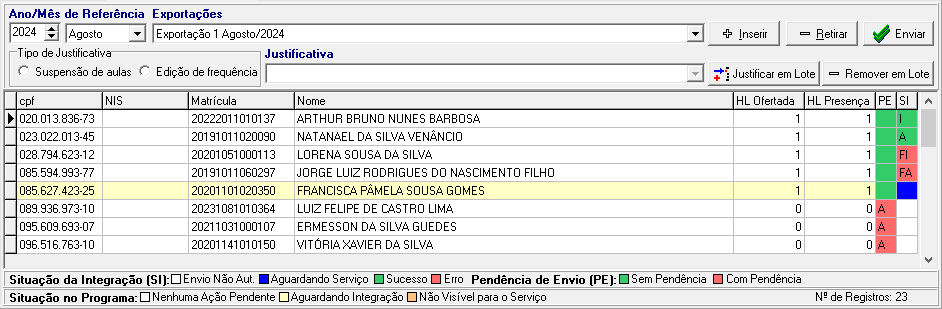 Ano/Mês de Referência Exportações
2024 Agosto Exportação 1 Agosto/2024 Inserir Retirar Enviar
Tipo de Justificativa Justificativa
Suspensão de aulas Edição de frequência Justificar em Lote Remover em Lote
cpf NIS Matrícula Nome HL Ofertada HL Presença PE SI
020.013.836-73 20222011010137 ARTHUR BRUNO NUNES BARBOSA 1 1 I
023.022.013-45 20191011020090 NATANAEL DA SILVA VENÂNCIO 1 1 A
028.794.623-12 20201051000113 LORENA SOUSA DA SILVA 1 1 FI
085.594.993-77 20191011060297 JORGE LUIZ RODRIGUES DO NASCIMENTO FILHO 1 1 FA
085.627.423-25 20201101020350 FRANCISCA PÂMELA SOUSA GOMES 1 1
089.936.973-10 20231081010364 LUIZ FELIPE DE CASTRO LIMA 0 0 A
095.609.693-07 20211031000107 ERMESSON DA SILVA GUEDES 0 0 A
096.516.763-10 20201141010150 VITÓRIA XAVIER DA SILVA 0 0 A
Situação da Integração (SI): Envio Não Aut. Aguardando Serviço Sucesso Erro Pendência de Envio (PE): Sem Pendência Com Pendência
Situação no Programa: Nenhuma Ação Pendente Aguardando Integração Não Visível para o Serviço Nº de Registros: 23